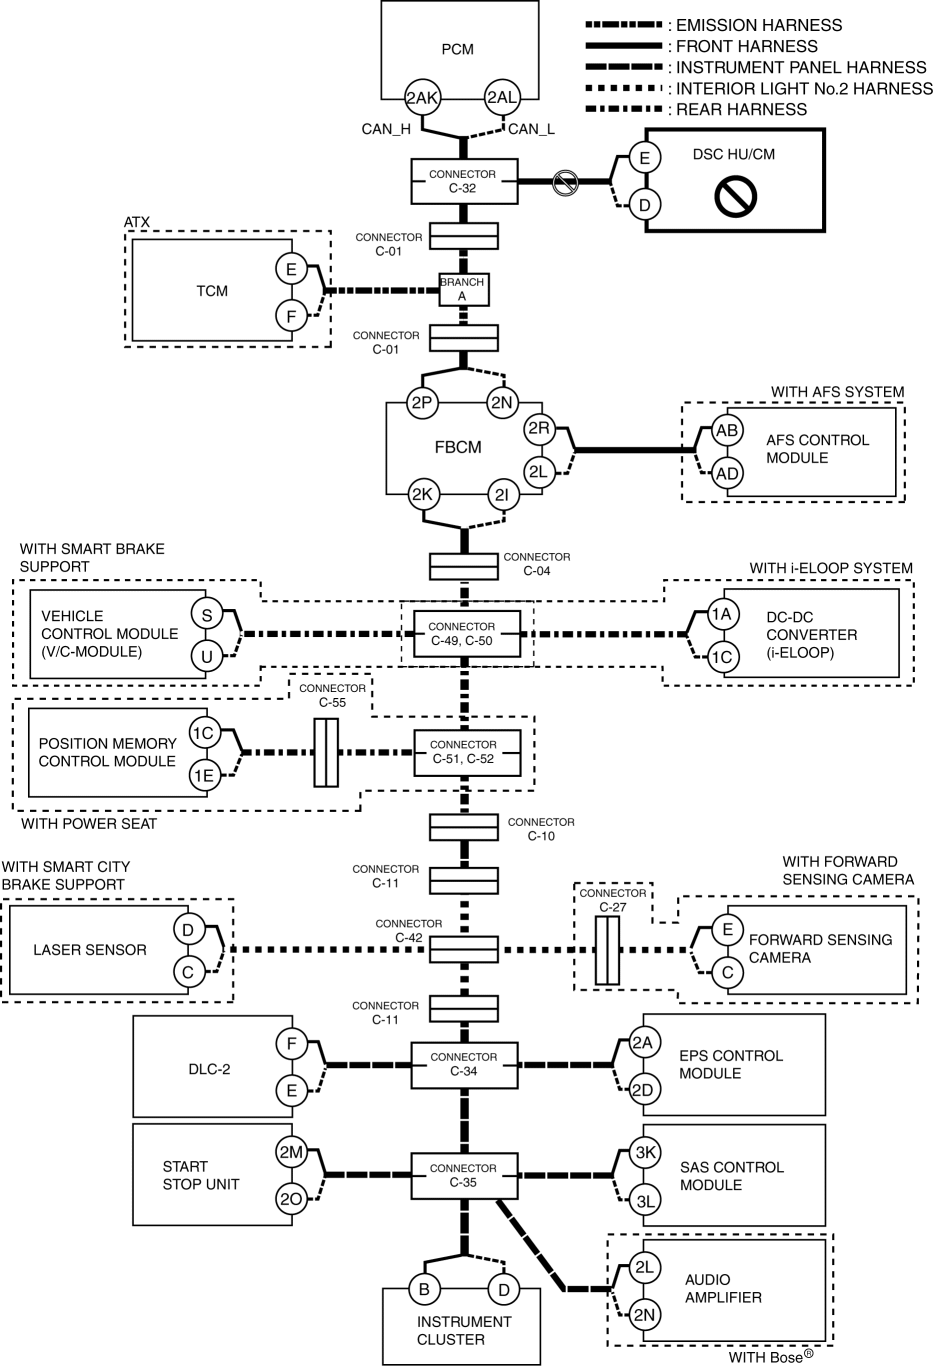 PCM
2AK
2AL
CAN_H
CAN_L
: EMISSION HARNESS
: FRONT HARNESS
: INSTRUMENT PANEL HARNESS
: INTERIOR LIGHT No.2 HARNESS
: REAR HARNESS
CONNECTOR
C-32
E
D
DSC HU/CM
CONNECTOR
C-01
ATX
TCM
E
F
BRANCH
A
CONNECTOR
C-01
2P
2N
FBCM
2R
2L
2K
2I
WITH AFS SYSTEM
AB
AD
AFS CONTROL
MODULE
CONNECTOR
C-04
WITH SMART BRAKE
SUPPORT
VEHICLE
CONTROL MODULE
(V/C-MODULE)
S
U
CONNECTOR
C-49, C-50
WITH i-ELOOP SYSTEM
1A
1C
DC-DC
CONVERTER
(i-ELOOP)
CONNECTOR
C-55
POSITION MEMORY
CONTROL MODULE
1C
1E
WITH POWER SEAT
CONNECTOR
C-51, C-52
CONNECTOR
C-10
CONNECTOR
C-11
WITH SMART CITY
BRAKE SUPPORT
LASER SENSOR
D
C
CONNECTOR
C-42
WITH FORWARD
SENSING CAMERA
CONNECTOR
C-27
E
C
FORWARD SENSING
CAMERA
CONNECTOR
C-11
DLC-2
F
E
CONNECTOR
C-34
2A
2D
EPS CONTROL
MODULE
START
STOP UNIT
2M
2O
CONNECTOR
C-35
3K
3L
SAS CONTROL
MODULE
2L
2N
AUDIO
AMPLIFIER
WITH Bose®
B
D
INSTRUMENT
CLUSTER